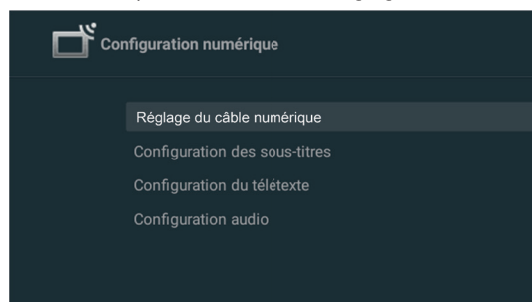 Configuration numérique
Réglage du câble numérique
Configuration des sous-titres
Configuration du télétexte
Configuration audio